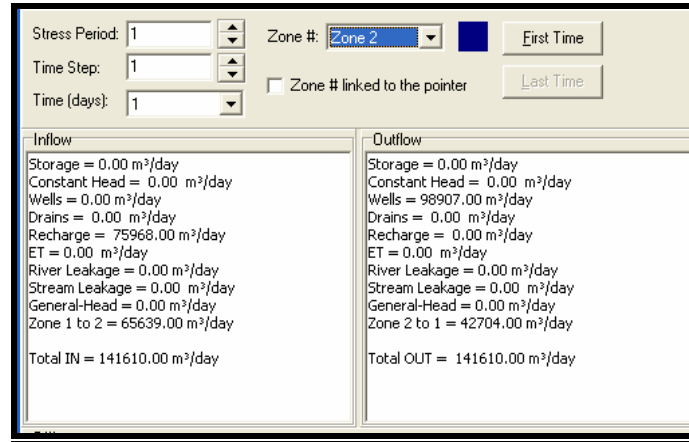 Stress Period: 1 Zone #: Zone 2 First Time
Time Step: 1
Zone # linked to the pointer Last Time
Time (days): 1
Inflow
Storage = 0.00 m³/day
Constant Head = 0.00 m³/day
Wells = 0.00 m³/day
Drains = 0.00 m³/day
Recharge = 75968.00 m³/day
ET = 0.00 m³/day
River Leakage = 0.00 m³/day
Stream Leakage = 0.00 m³/day
General-Head = 0.00 m³/day
Zone 1 to 2 = 65639.00 m³/day
Total IN = 141610.00 m³/day
Outflow
Storage = 0.00 m³/day
Constant Head = 0.00 m³/day
Wells = 98907.00 m³/day
Drains = 0.00 m³/day
Recharge = 0.00 m³/day
ET = 0.00 m³/day
River Leakage = 0.00 m³/day
Stream Leakage = 0.00 m³/day
General-Head = 0.00 m³/day
Zone 2 to 1 = 42704.00 m³/day
Total OUT = 141610.00 m³/day